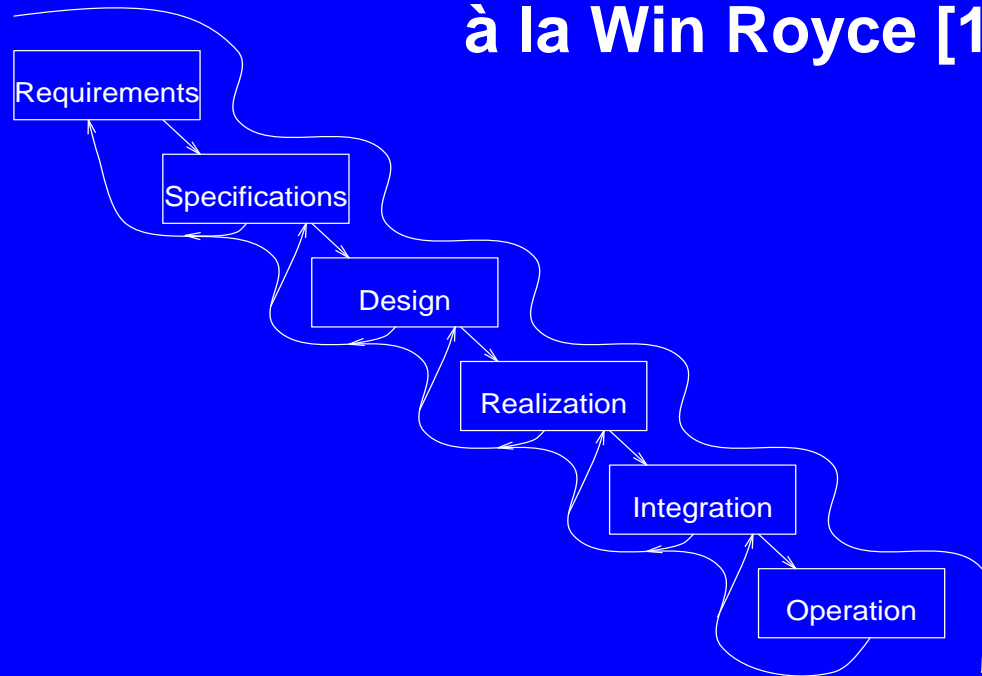 à la Win Royce [1
Requirements
Specifications
Design
Realization
Integration
Operation